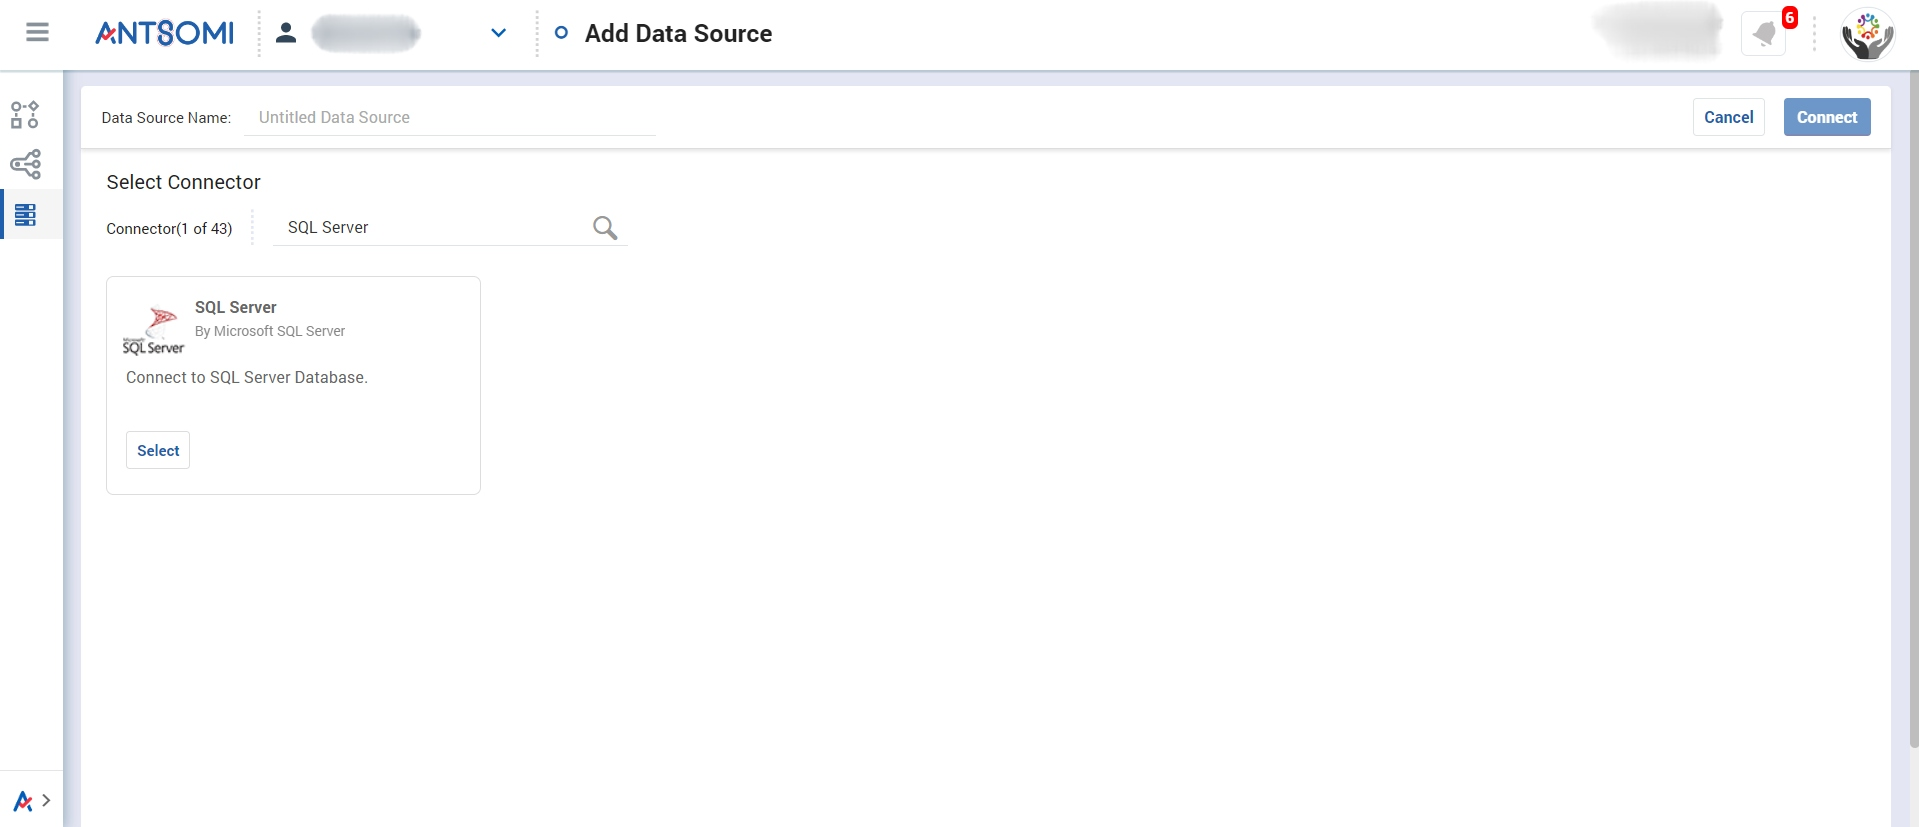 ANTSOMI
Add Data Source
6
Data Source Name:
Untitled Data Source
Cancel
Connect
Select Connector
Connector(1 of 43)
SQL Server
SQL Server
By Microsoft SQL Server
Microsoft
SQL Server
Connect to SQL Server Database.
Select